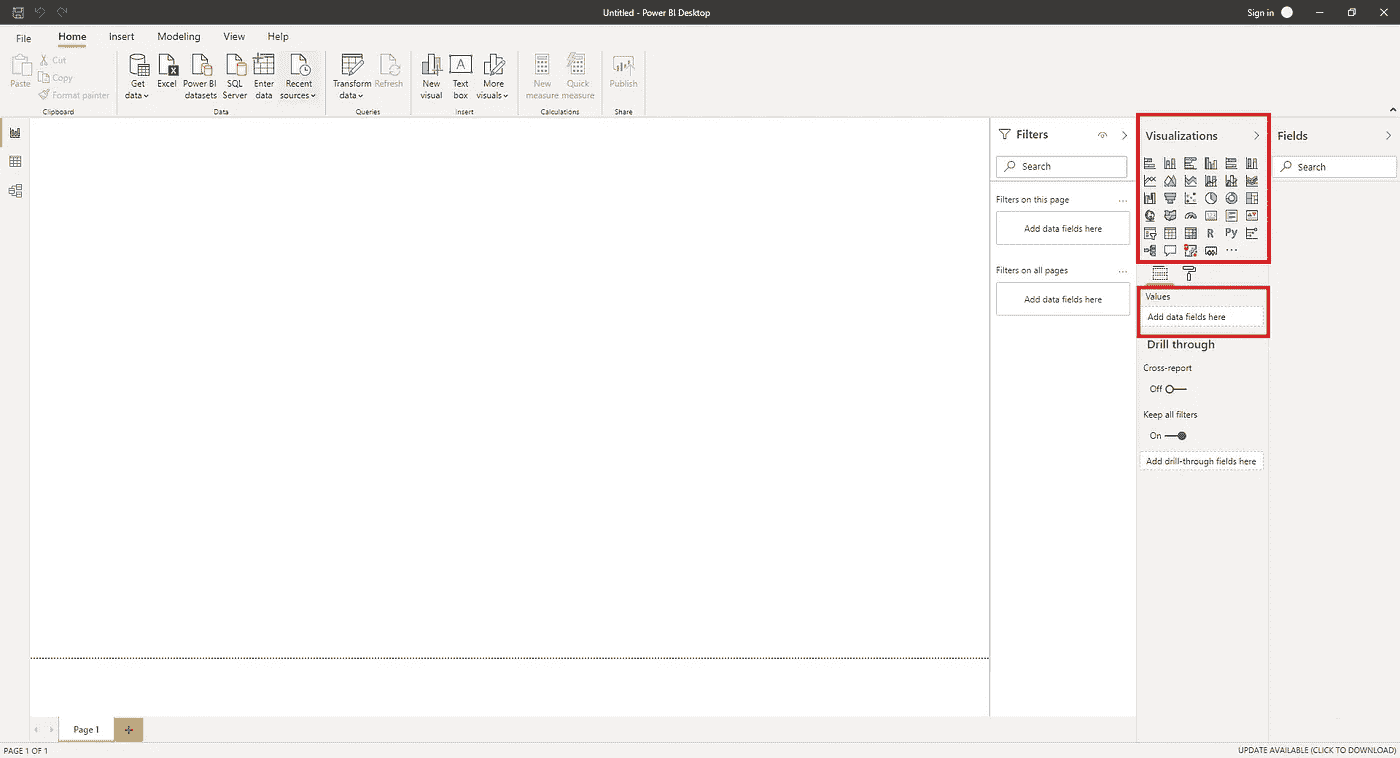 Untitled - Power BI Desktop
Sign in
File
Home
Insert
Modeling
View
Help
Paste
Cut
Copy
Format painter
Clipboard
Get
data
Excel
Power BI
datasets
SQL
Server
Enter
data
Recent
sources
Data
Transform
data
Refresh
Queries
New
visual
Text
box
More
visuals
Insert
New
measure
Quick
measure
Calculations
Publish
Share
Filters
Search
Filters on this page
Add data fields here
Filters on all pages
Add data fields here
Visualizations
R
Py
Values
Add data fields here
Drill through
Cross-report
Off
Keep all filters
On
Add drill-through fields here
Fields
Search
Page 1
PAGE 1 OF 1
UPDATE AVAILABLE (CLICK TO DOWNLOAD)